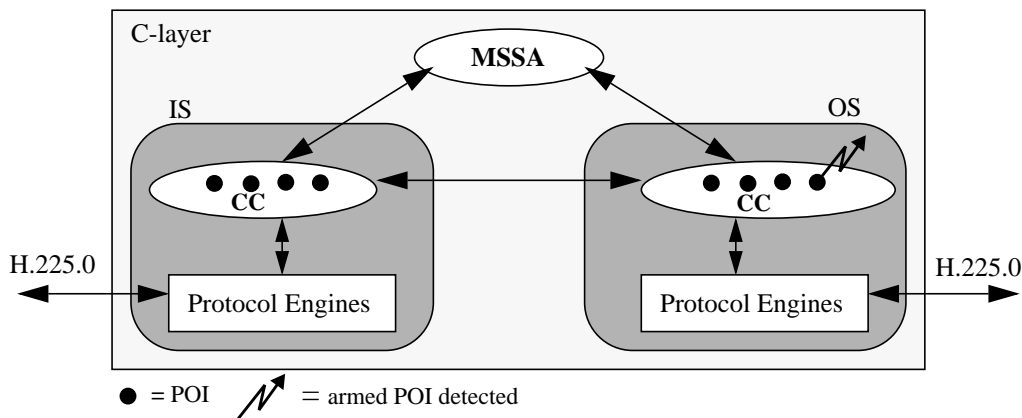 C-layer
MSSA
IS
OS
CC
CC
H.225.0
H.225.0
Protocol Engines
Protocol Engines
= POI
= armed POI detected